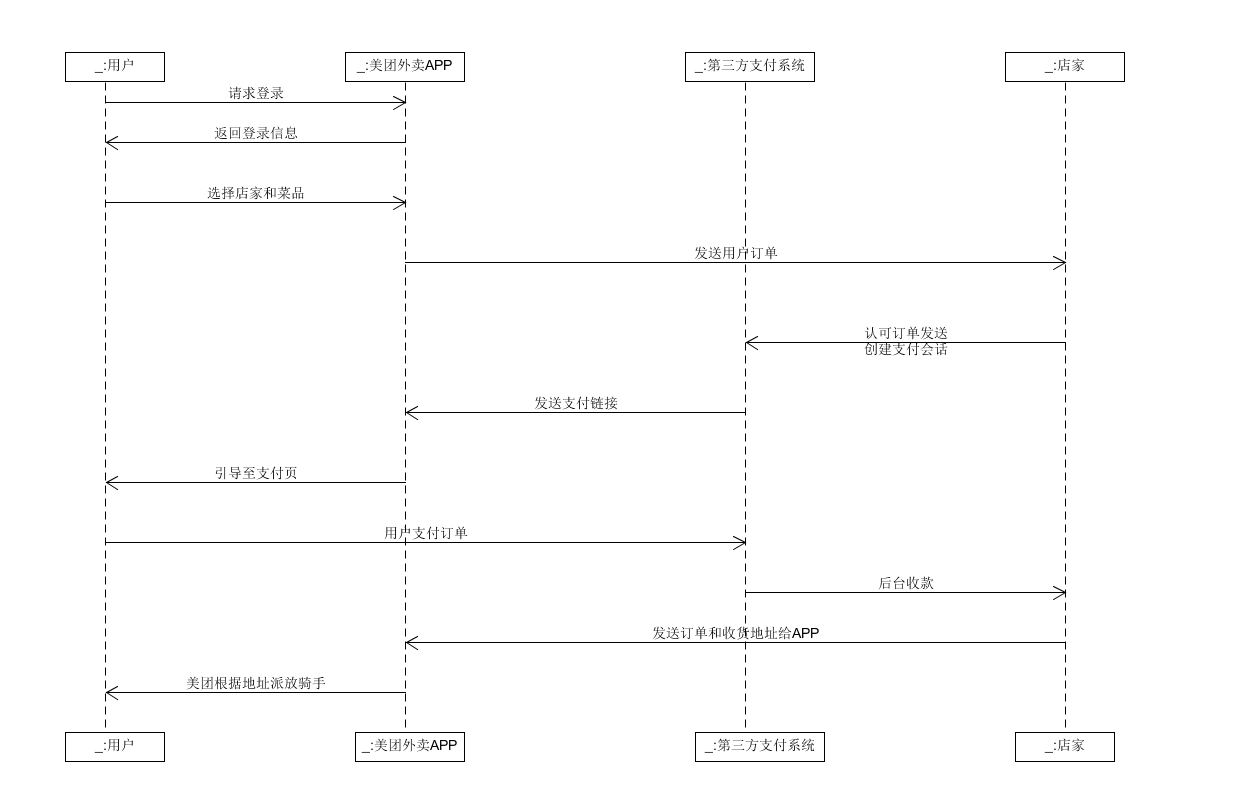 _:用户
_:美团外卖APP
_:第三方支付系统
_:店家
请求登录
返回登录信息
选择店家和菜品
发送用户订单
认可订单发送
创建支付会话
发送支付链接
引导至支付页
用户支付订单
后台收款
发送订单和收货地址给APP
美团根据地址派放骑手
_:用户
_:美团外卖APP
_:第三方支付系统
_:店家